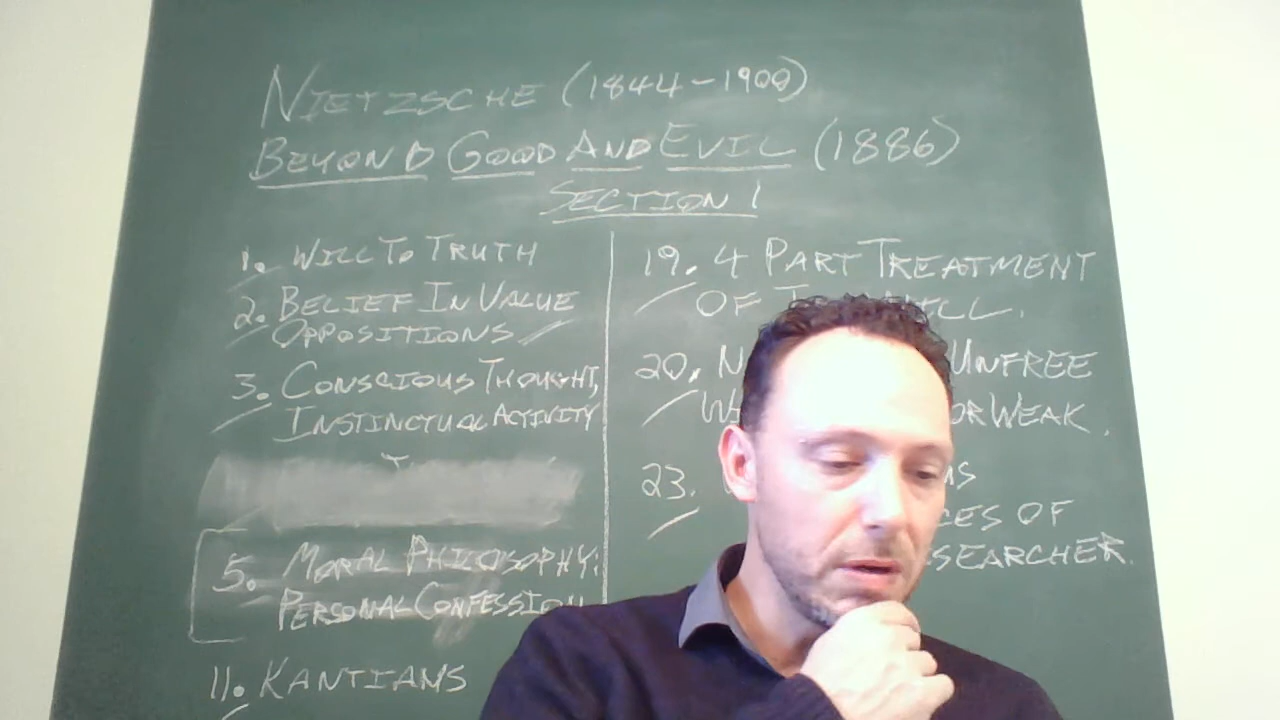 NIETZSCHE (1844-1900)
BEYOND GOOD AND EVIL (1886)
SECTION 1
1. WILL TO TRUTH
2. BELIEF IN VALUE
OPPOSITIONS
3. CONSCIOUS THOUGHT,
INSTINCTUAL ACTIVITY
5. MORAL PHILOSOPHY:
PERSONAL CONFESSION
11. KANTIANS
19. 4 PART TREATMENT
OF
20. UNFREE
OR WEAK.
23.
OF